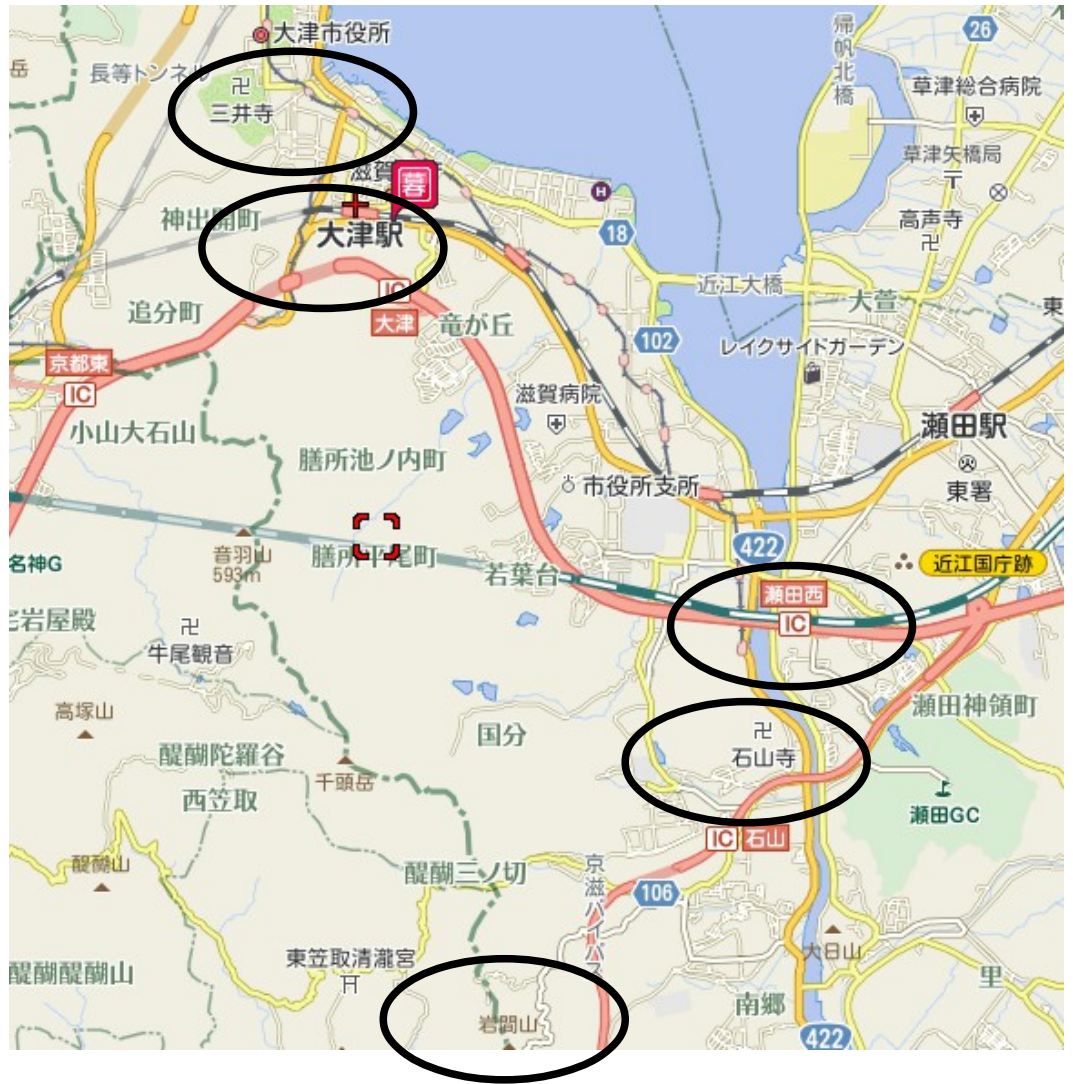 大津市役所
帰帆北橋
26
岳
長等トンネル
卍
三井寺
草津総合病院
草津矢橋局
〒
滋賀
暮
H
神出開町
大津駅
18
高声寺
卍
近江大橋
大萱
東
IC
追分町
大津
竜が丘
102
レイクサイドガーデン
京都東
IC
滋賀病院
瀬田駅
小山大石山
膳所池ノ内町
市役所支所
東署
音羽山
593m
膳所平尾町
422
名神G
若葉台
近江国庁跡
瀬田西
IC
岩屋殿
卍
牛尾観音
瀬田神領町
高塚山
国分
卍
石山寺
醍醐陀羅谷
千頭岳
西笠取
瀬田GC
IC 石山
醍醐山
醍醐三ノ切
京滋バイパス
106
東笠取清瀧宮
大日山
醍醐醍醐山
里
南郷
岩間山
422